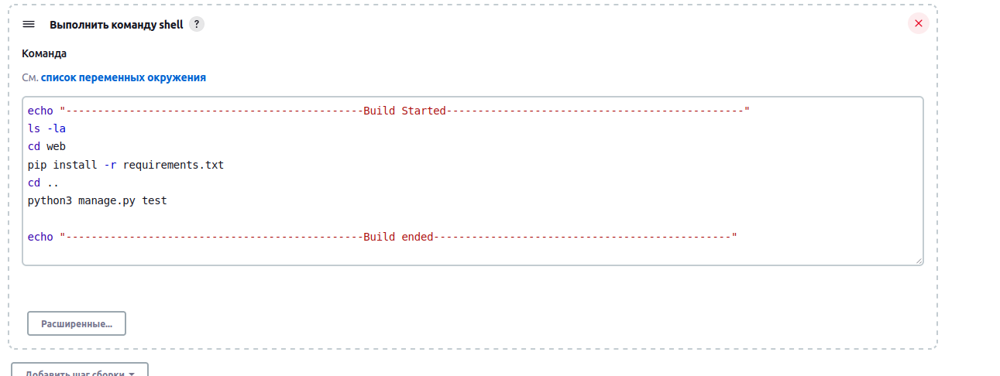 Выполнить команду shell ?
Команда
См. список переменных окружения
echo "-----------------------------------------------Build Started-----------------------------------------------"
ls -la
cd web
pip install -r requirements.txt
cd ..
python3 manage.py test
echo "-----------------------------------------------Build ended-----------------------------------------------"
Расширенные...
Добавить шаг сборки